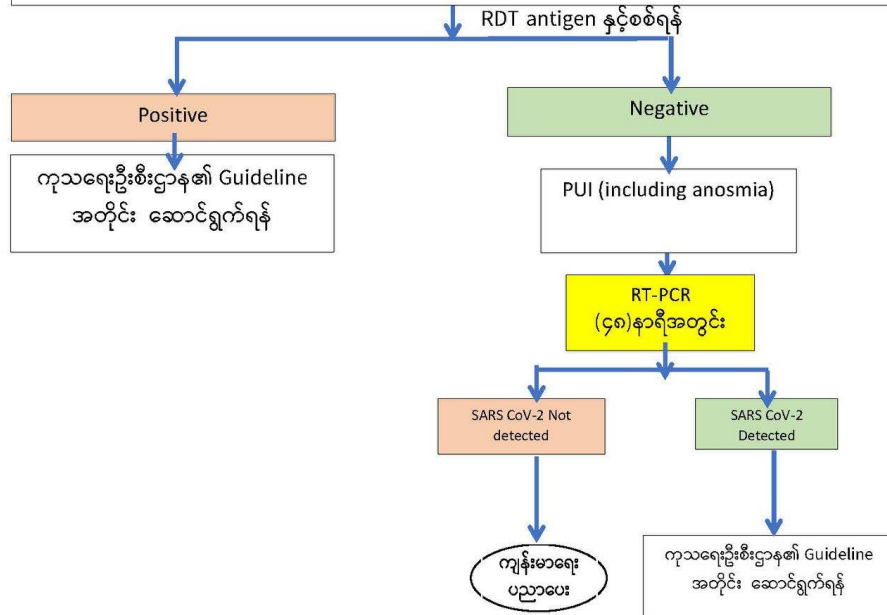 RDT antigen နှင့်စစ်ရန်
Positive
Negative
ကုသရေးဦးစီးဌာန၏ Guideline
အတိုင်း ဆောင်ရွက်ရန်
PUI (including anosmia)
RT-PCR
(၄၈)နာရီအတွင်း
SARS CoV-2 Not
detected
SARS CoV-2
Detected
ကျန်းမာရေး
ပညာပေး
ကုသရေးဦးစီးဌာန၏ Guideline
အတိုင်း ဆောင်ရွက်ရန်